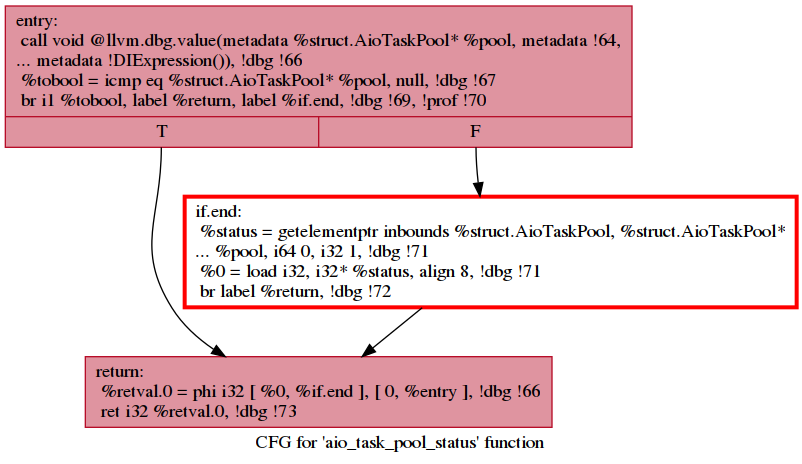 entry:
call void @llvm.dbg.value(metadata %struct.AioTaskPool* %pool, metadata !64,
... metadata !DIExpression()), !dbg !66
%tobool = icmp eq %struct.AioTaskPool* %pool, null, !dbg !67
br i1 %tobool, label %return, label %if.end, !dbg !69, !prof !70
T F
if.end:
%status = getelementptr inbounds %struct.AioTaskPool, %struct.AioTaskPool*
... %pool, i64 0, i32 1, !dbg !71
%0 = load i32, i32* %status, align 8, !dbg !71
br label %return, !dbg !72
return:
%retval.0 = phi i32 [ %0, %if.end ], [ 0, %entry ], !dbg !66
ret i32 %retval.0, !dbg !73
CFG for 'aio_task_pool_status' function